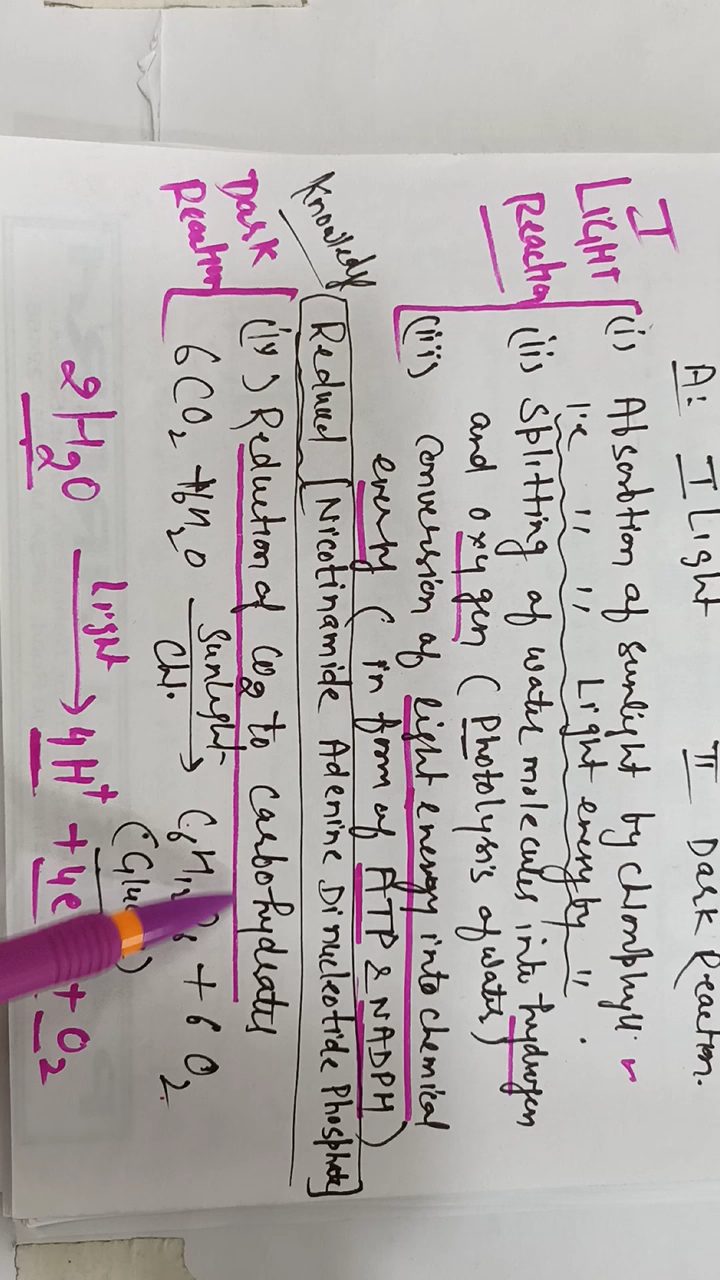 A: I Light II Dark Reaction.
I LIGHT Reaction
(i) Absorption of sunlight by chlorophyll
i.e " " Light energy by " .
(ii) Splitting of water molecules into hydrogen
and oxygen (Photolysis of water)
(iii) Conversion of light energy into chemical
energy (in form of ATP & NADPH)
Knowledge (Reduced [Nicotinamide Adenine Dinucleotide Phosphate]
Dark Reaction
(iv) Reduction of CO2 to carbohydrates
6CO2 + 6H2O Sunlight Chl. → + 6O2
2H2O Light → 4H+ + 4e + O2